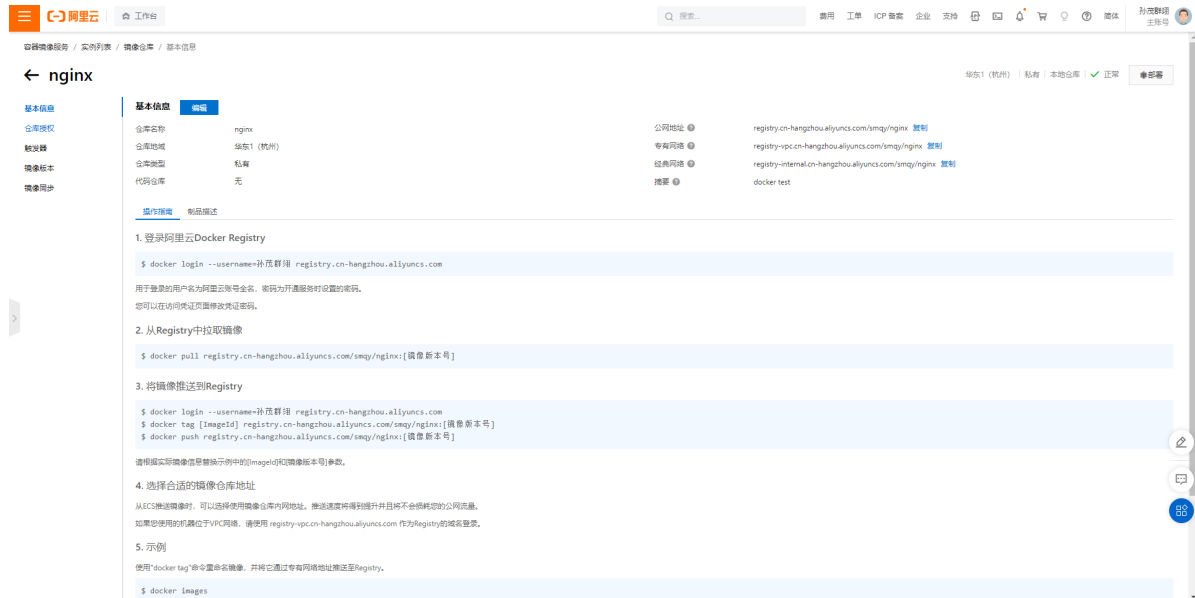 阿里云 工作台 搜索... 费用 工单 ICP 备案 企业 支持 简体 孙茂群翊
主账号
容器镜像服务 / 实例列表 / 镜像仓库 / 基本信息
← nginx 华东1（杭州） 私有 本地仓库 正常 部署
基本信息
仓库授权
触发器
镜像版本
镜像同步
基本信息 编辑
仓库名称 nginx 公网地址 registry.cn-hangzhou.aliyuncs.com/smqy/nginx 复制
仓库地域 华东1（杭州） 专有网络 registry-vpc.cn-hangzhou.aliyuncs.com/smqy/nginx 复制
仓库类型 私有 经典网络 registry-internal.cn-hangzhou.aliyuncs.com/smqy/nginx 复制
代码仓库 无 摘要 docker test
操作指南 制品描述
1. 登录阿里云Docker Registry
$ docker login --username=孙茂群翊 registry.cn-hangzhou.aliyuncs.com
用于登录的用户名为阿里云账号全名，密码为开通服务时设置的密码。
您可以在访问凭证页面修改凭证密码。
2. 从Registry中拉取镜像
$ docker pull registry.cn-hangzhou.aliyuncs.com/smqy/nginx:[镜像版本号]
3. 将镜像推送到Registry
$ docker login --username=孙茂群翊 registry.cn-hangzhou.aliyuncs.com
$ docker tag [ImageId] registry.cn-hangzhou.aliyuncs.com/smqy/nginx:[镜像版本号]
$ docker push registry.cn-hangzhou.aliyuncs.com/smqy/nginx:[镜像版本号]
请根据实际镜像信息替换示例中的[ImageId]和[镜像版本号]参数。
4. 选择合适的镜像仓库地址
从ECS推送镜像时，可以选择使用镜像仓库内网地址。推送速度将得到提升并且将不会损耗您的公网流量。
如果您使用的机器位于VPC网络，请使用 registry-vpc.cn-hangzhou.aliyuncs.com 作为Registry的域名登录。
5. 示例
使用"docker tag"命令重命名镜像，并将它通过专有网络地址推送至Registry。
$ docker images